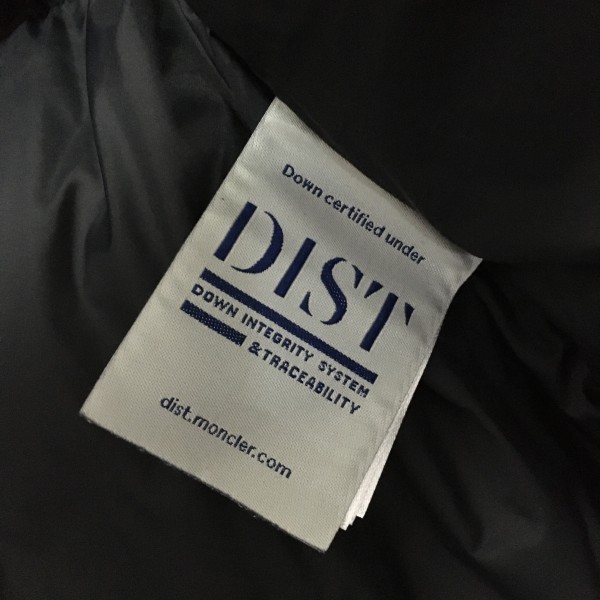 Down certified under
DIST
DOWN INTEGRITY SYSTEM
& TRACEABILITY
dist.moncler.com